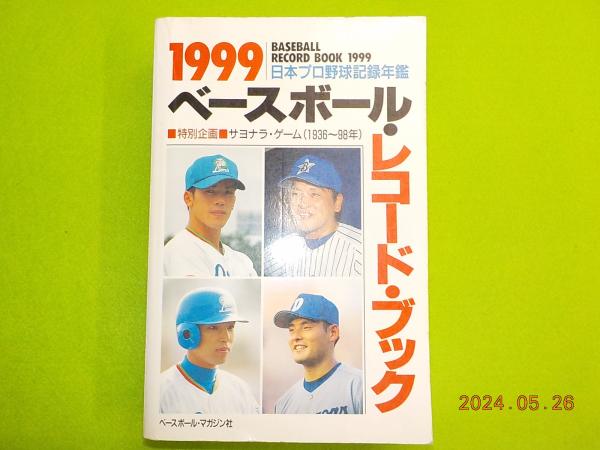 1999
BASEBALL
RECORD BOOK 1999
日本プロ野球記録年鑑
ベースボール・レコード・ブック
■特別企画■サヨナラ・ゲーム(1936〜98年)
D
ベースボール・マガジン社
2024.05.26